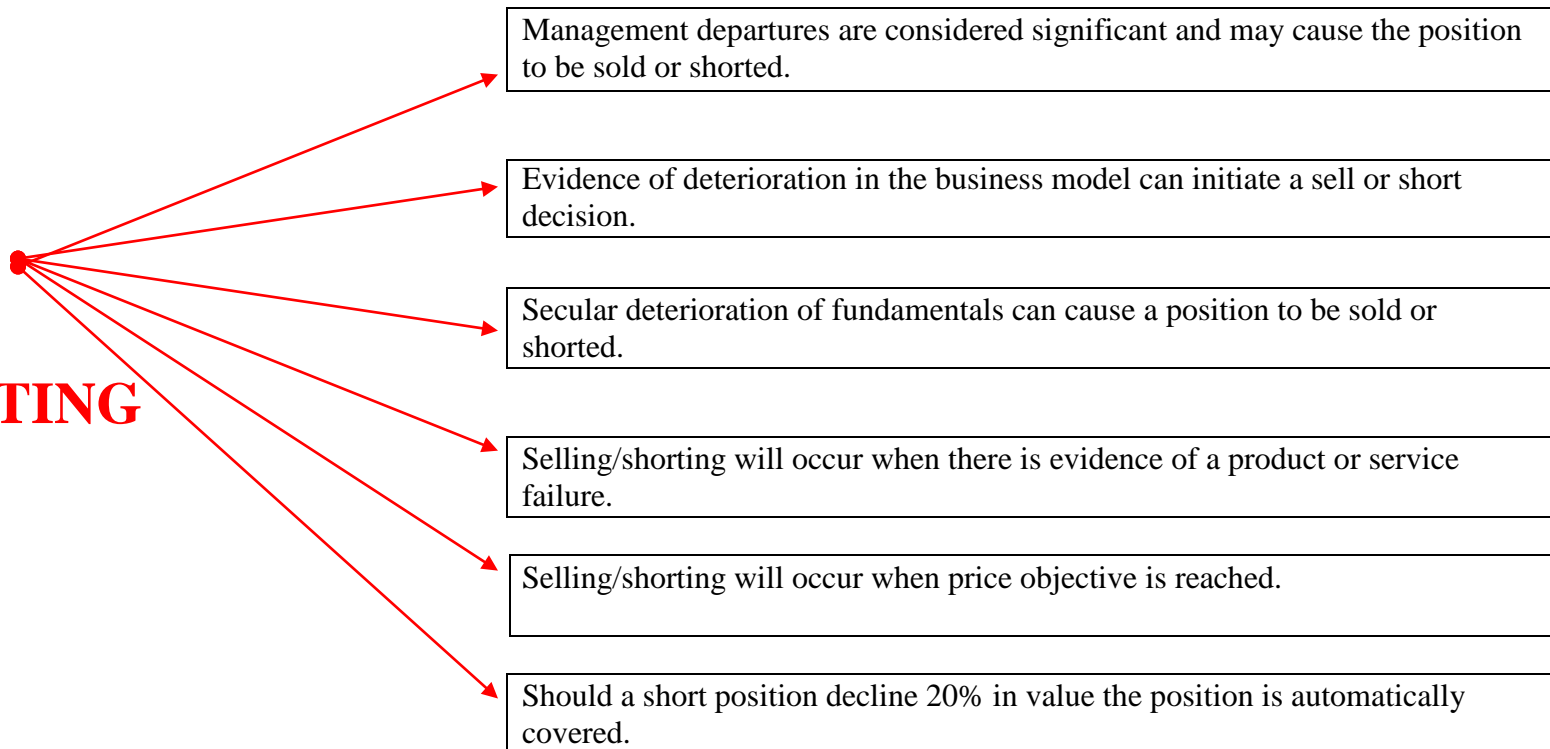 Management departures are considered significant and may cause the position
to be sold or shorted.
Evidence of deterioration in the business model can initiate a sell or short
decision.
Secular deterioration of fundamentals can cause a position to be sold or
shorted.
TING
Selling/shorting will occur when there is evidence of a product or service
failure.
Selling/shorting will occur when price objective is reached.
Should a short position decline 20% in value the position is automatically
covered.